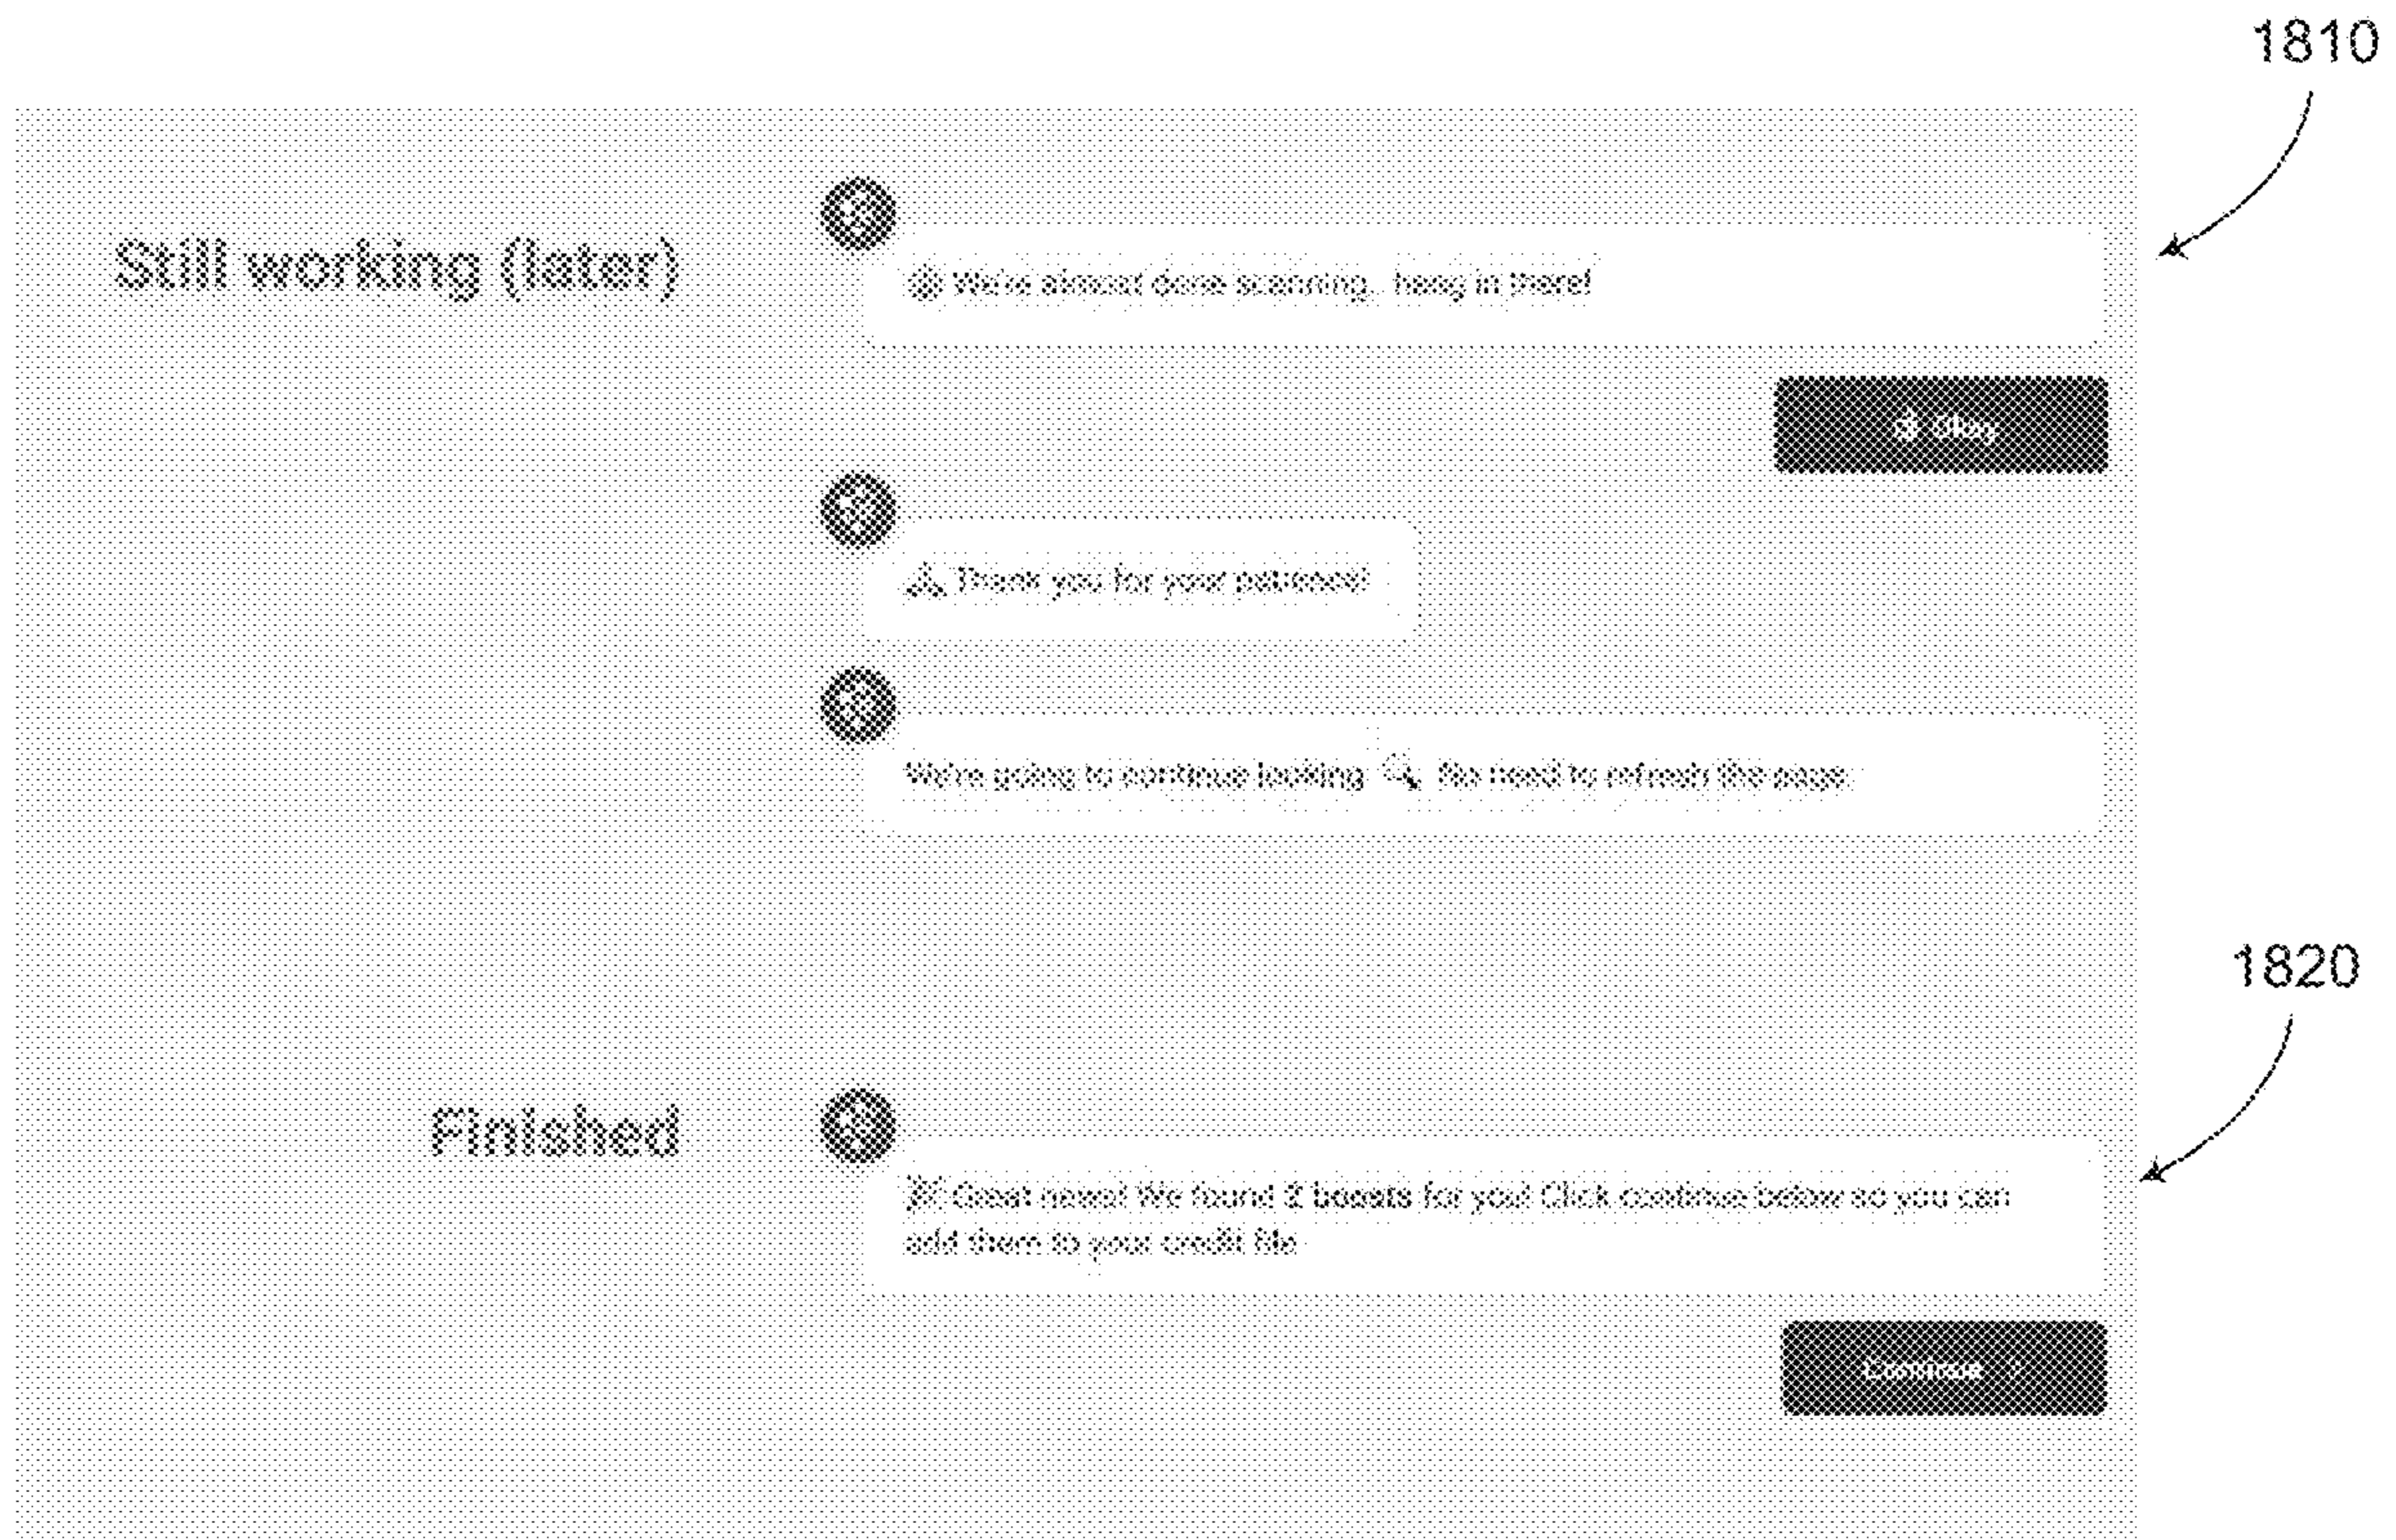 1810
Still working (later)
We're almost done scanning, hang in there!
Okay
Thank you for your patience!
We're going to continue looking No need to refresh the page.
1820
Finished
Great news! We found 2 boosts for you! Click continue below so you can
add them to your credit file
Continue